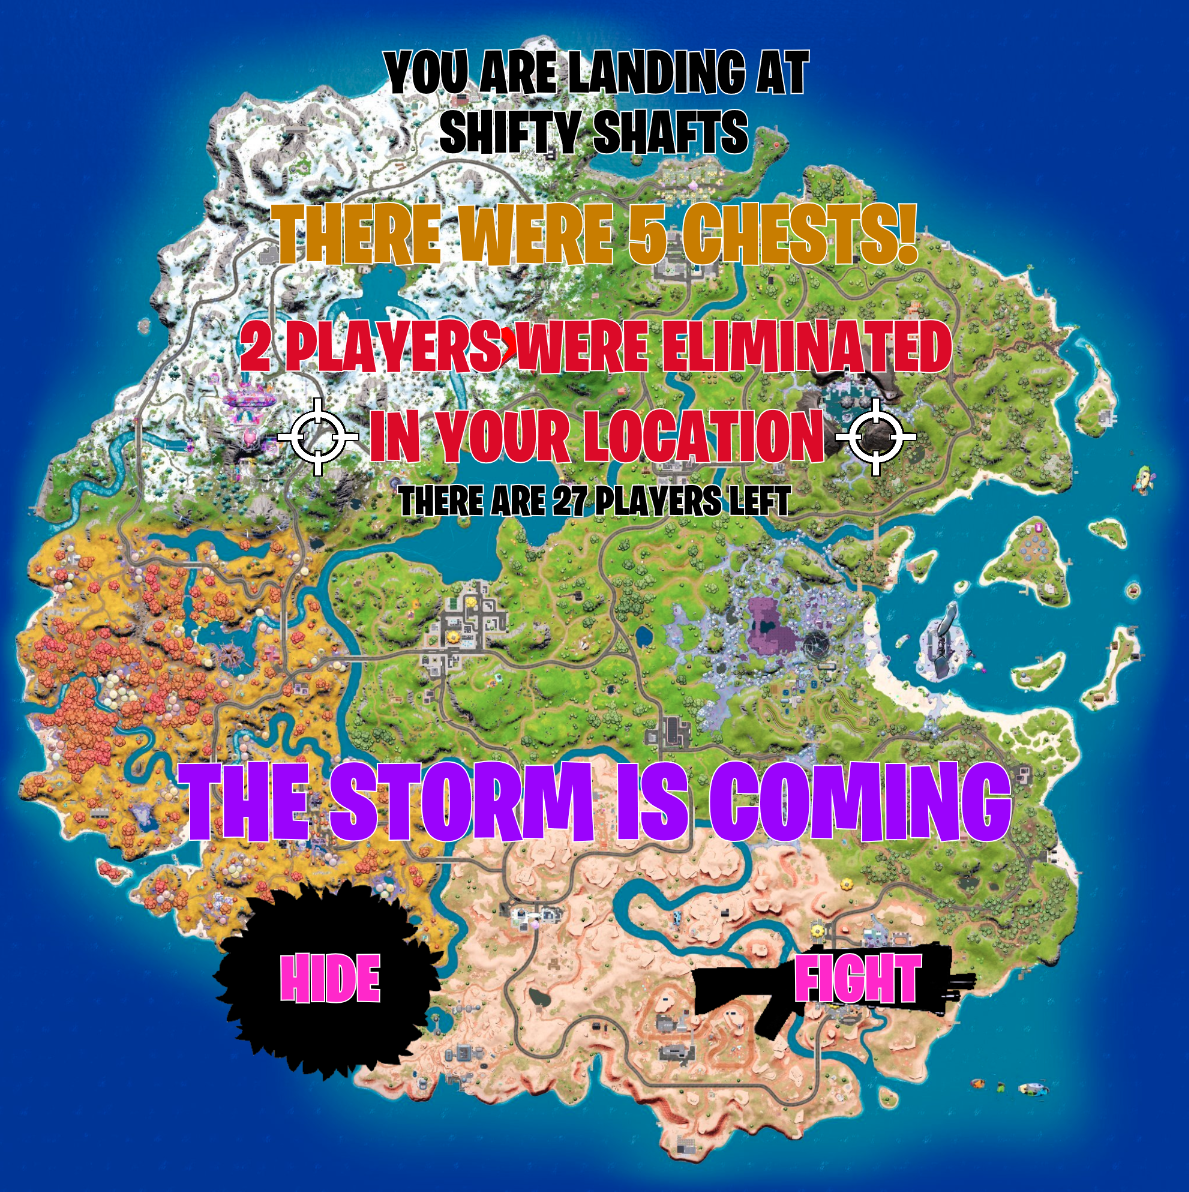 YOU ARE LANDING AT
SHIFTY SHAFTS
THERE WERE 5 CHESTS!
2 PLAYERS WERE ELIMINATED
IN YOUR LOCATION
THERE ARE 27 PLAYERS LEFT
THE STORM IS COMING
HIDE
FIGHT